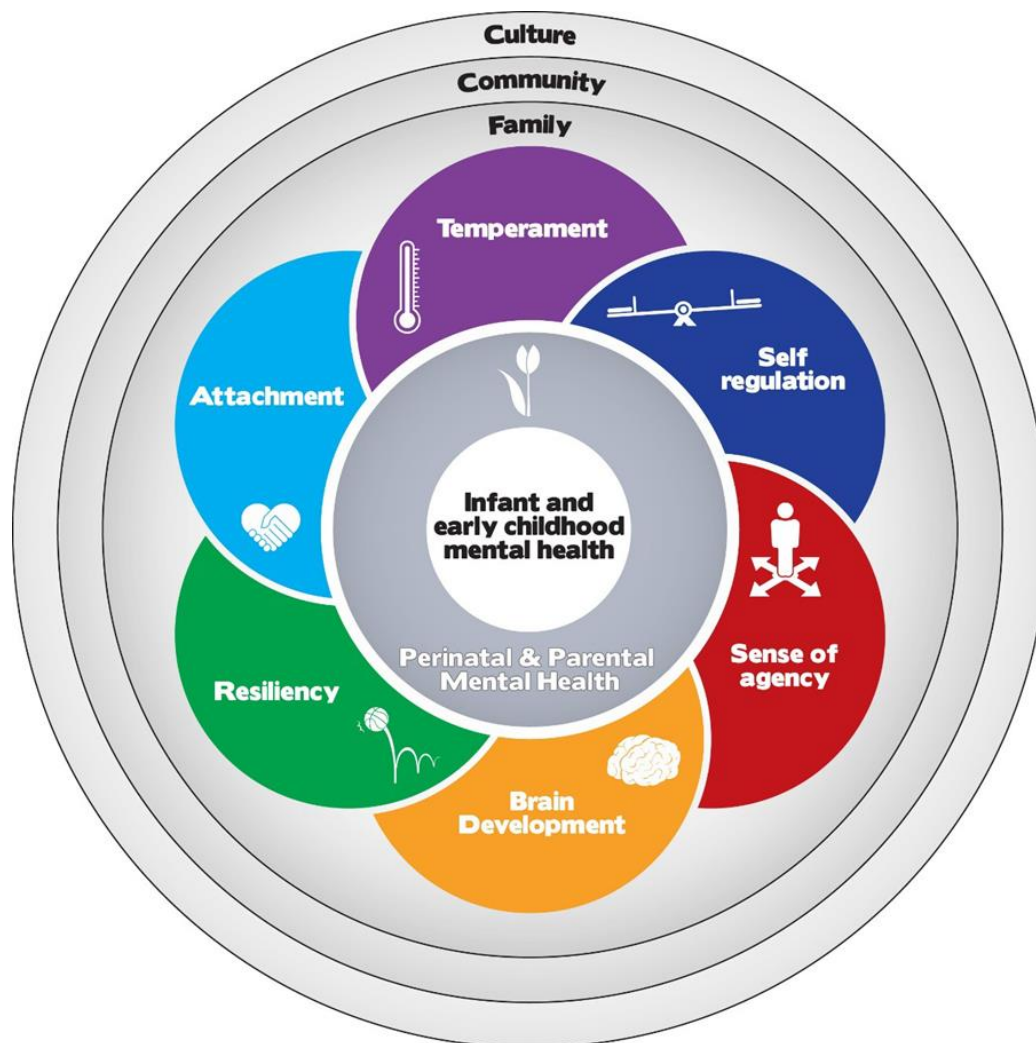 Culture
Community
Family
Temperament
Self
regulation
Attachment
Infant and
early childhood
mental health
Perinatal & Parental
Mental Health
Sense of
agency
Resiliency
Brain
Development